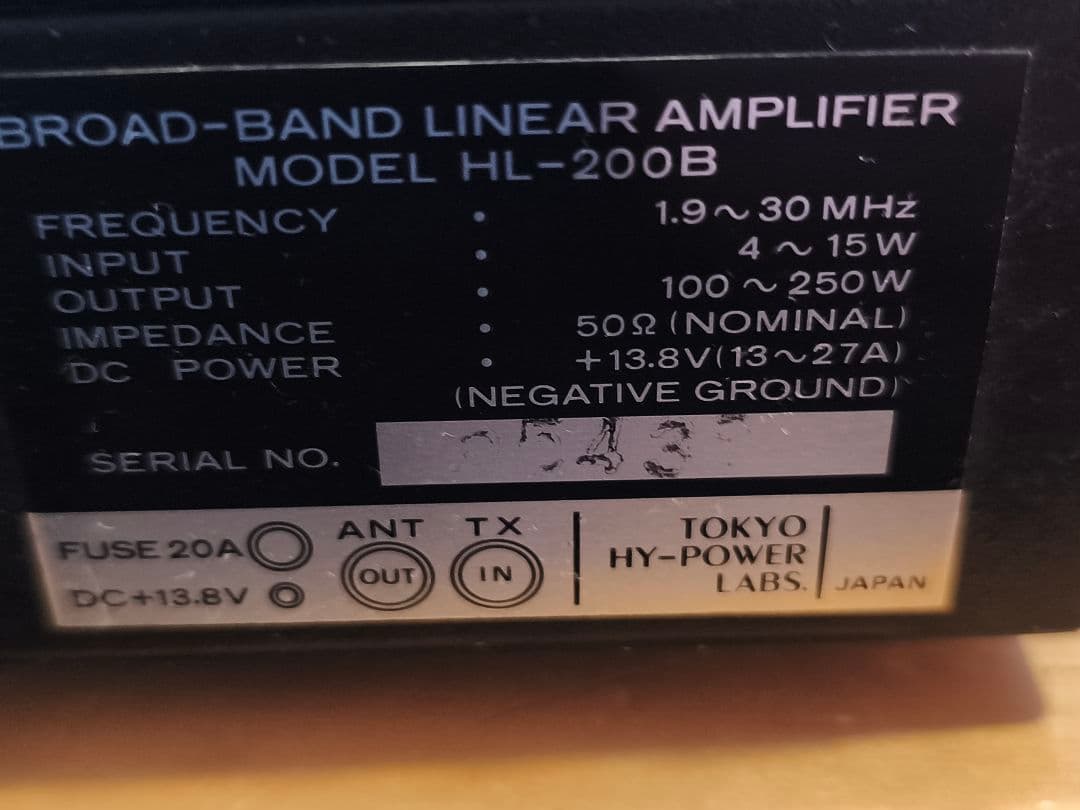 BROAD-BAND LINEAR AMPLIFIER
MODEL HL-200B
FREQUENCY • 1.9~30 MHz
INPUT • 4 ~ 15 W
OUTPUT • 100 ~ 250 W
IMPEDANCE • 50Ω (NOMINAL)
DC POWER • +13.8V(13~27A)
(NEGATIVE GROUND)
SERIAL NO.
FUSE 20A
DC+13.8V
ANT
OUT
TX
IN
TOKYO
HY-POWER
LABS.
JAPAN